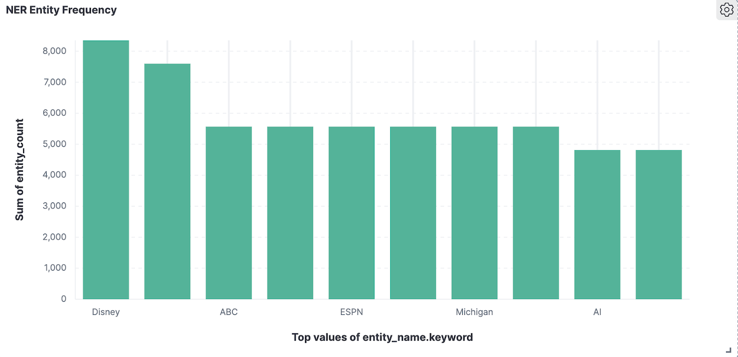 NER Entity Frequency
8,000
7,000
6,000
5,000
4,000
3,000
2,000
1,000
0
Sum of entity_count
Disney ABC ESPN Michigan AI
Top values of entity_name.keyword